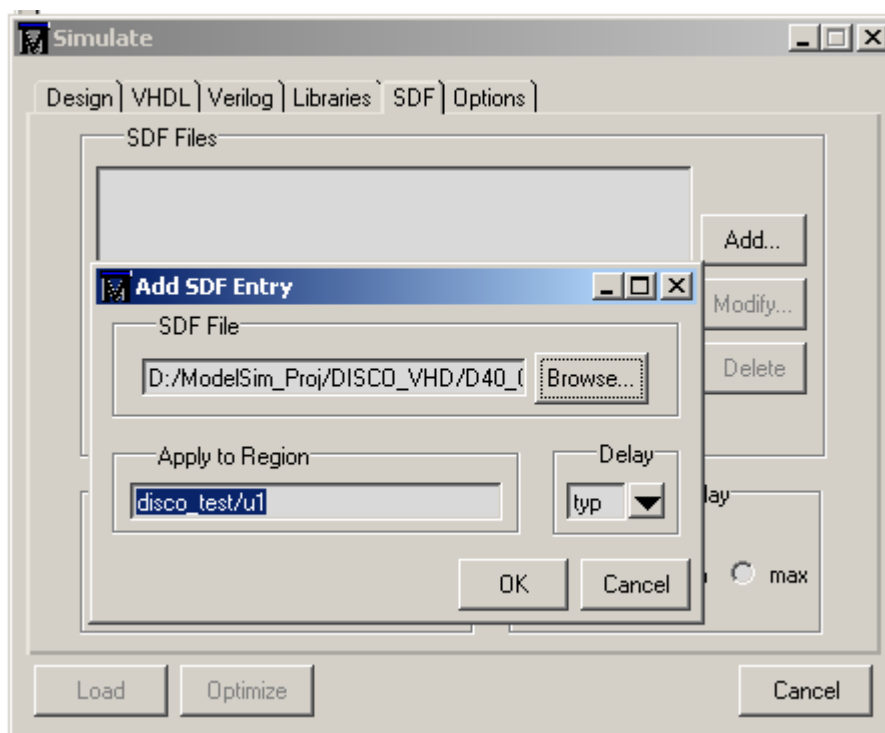 Simulate
Design VHDL Verilog Libraries SDF Options
SDF Files
Add...
Add SDF Entry
Modify...
SDF File
D:/ModelSim_Proj/DISCO_VHD/D40_ Browse...
Delete
Apply to Region
Delay
disco_test/u1
typ
lay
max
OK Cancel
Load Optimize Cancel